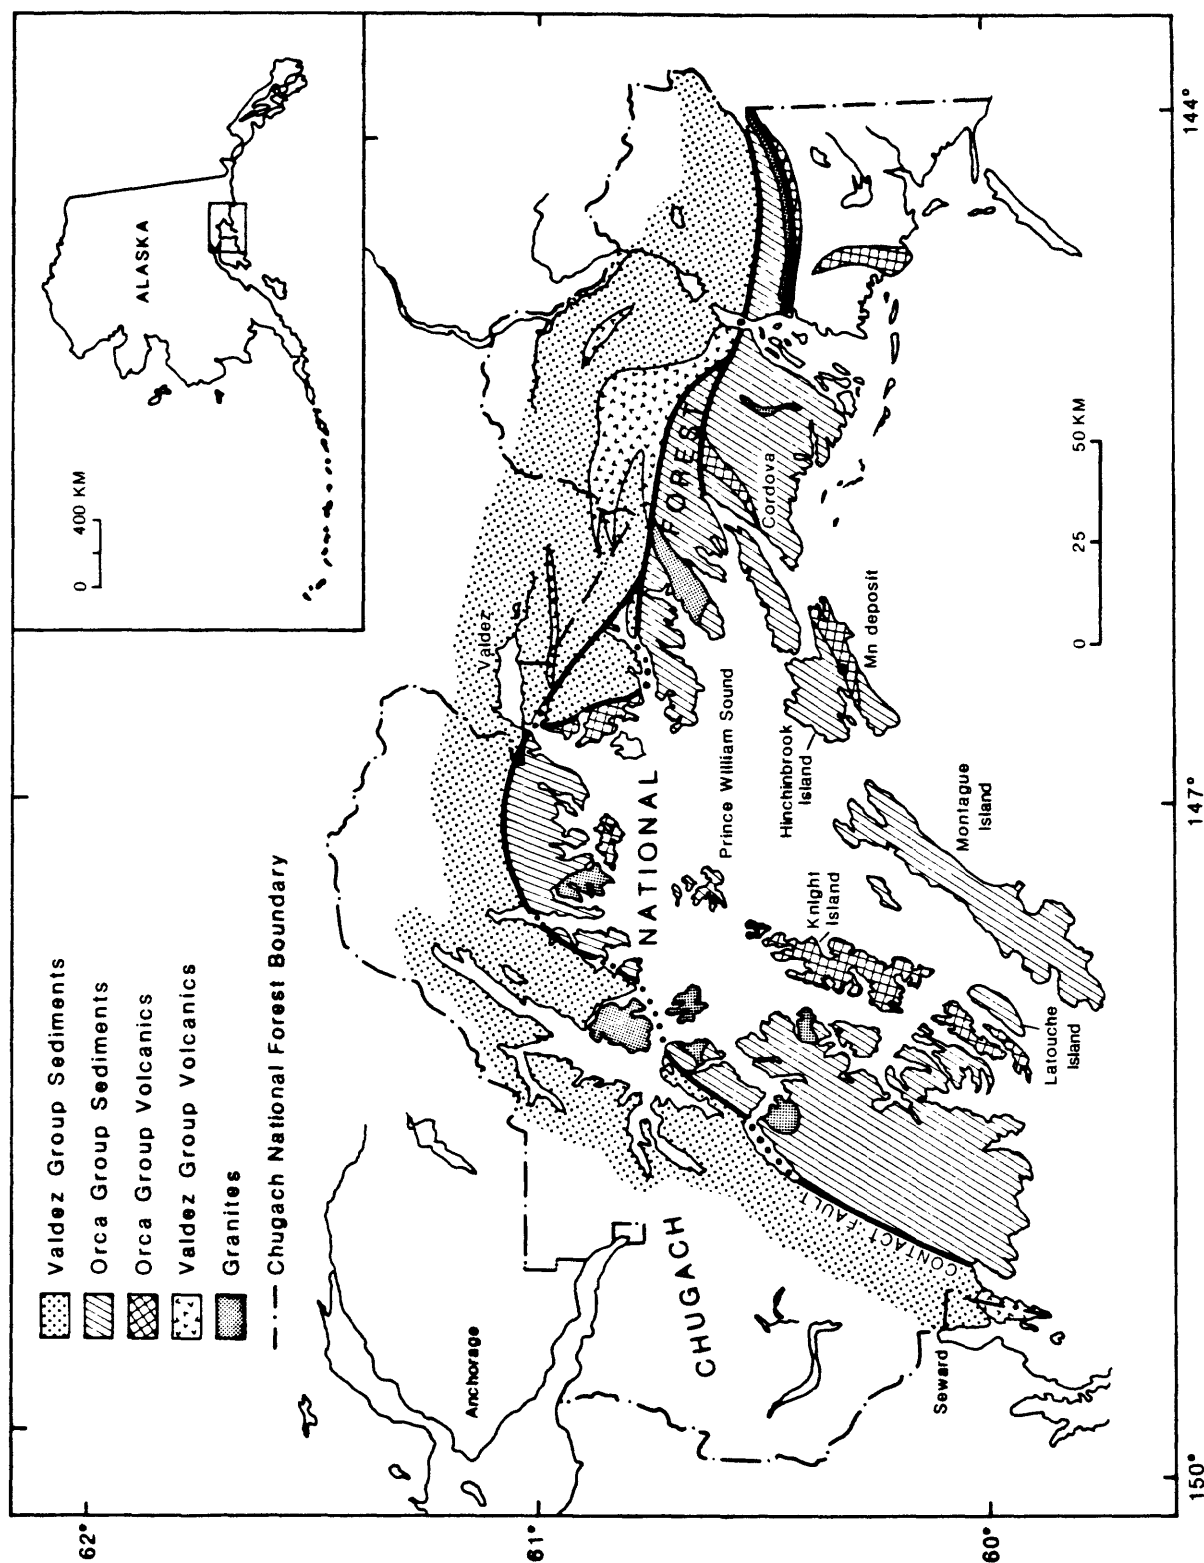 Valdez Group Sediments
Orca Group Sediments
Orca Group Volcanics
Valdez Group Volcanics
Granites
Chugach National Forest Boundary
0 400 KM
ALASKA
62°
61°
60°
150°
147°
144°
Anchorage
CHUGACH
NATIONAL
FOREST
Valdez
Prince William Sound
Cordova
Hinchinbrook
Island
Mn deposit
Knight
Island
Montague
Island
Latouche
Island
CONTACT FAULT
Seward
0 25 50 KM